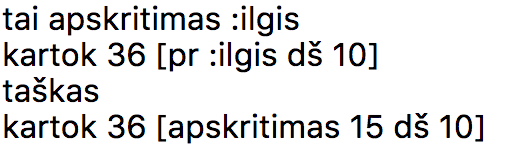 tai apskritimas :ilgis
kartok 36 [pr :ilgis dš 10]
taškas
kartok 36 [apskritimas 15 dš 10]